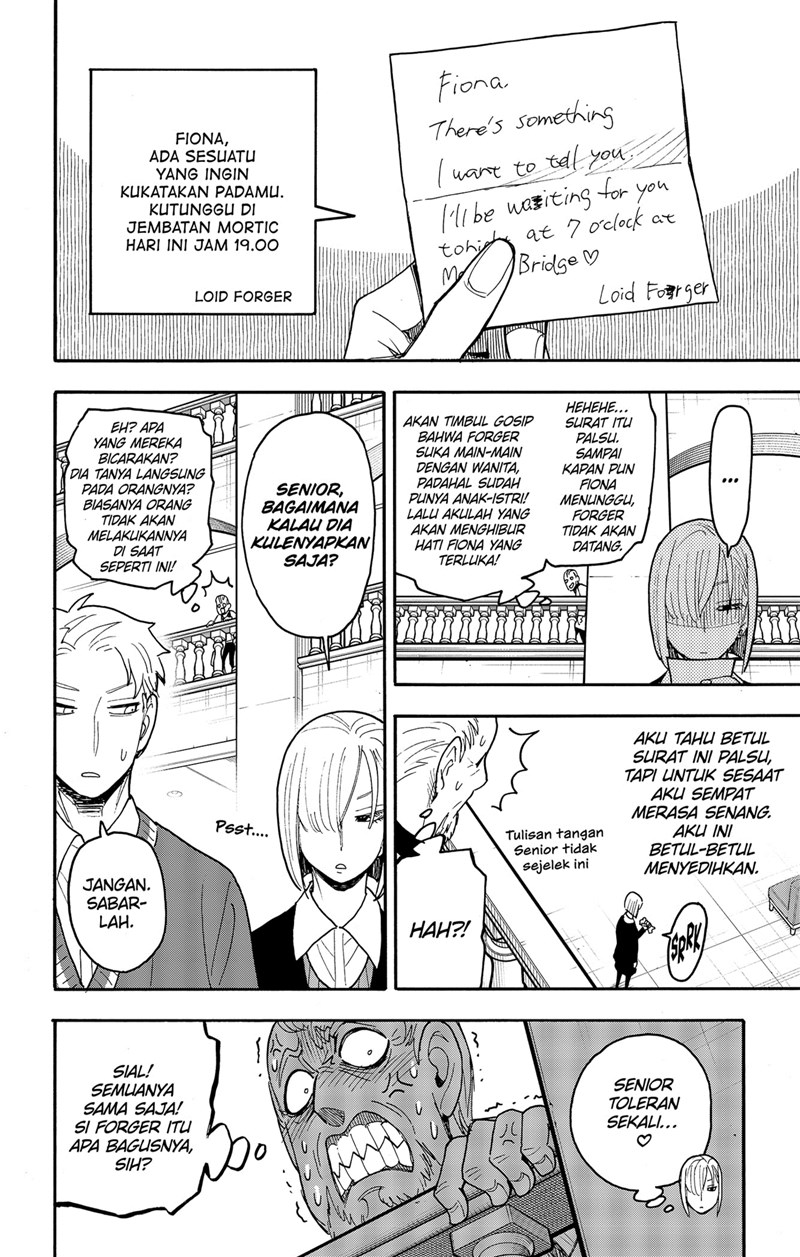 Fiona.
There's something
I want to tell you.
I'll be waiting for you
at 7 o'clock at
Bridge♡
Loid Forger
FIONA,
ADA SESUATU
YANG INGIN
KUKATAKAN PADAMU.
KUTUNGGU DI
JEMBATAN MORTIC
HARI INI JAM 19.00
LOID FORGER
...
HEHEHE...
SURAT ITU
PALSU.
SAMPAI
KAPAN PUN
FIONA
MENUNGGU,
FORGER
TIDAK AKAN
DATANG.
AKAN TIMBUL GOSIP
BAHWA FORGER
SUKA MAIN-MAIN
DENGAN WANITA,
PADAHAL SUDAH
PUNYA ANAK-ISTRI!
LALU AKULAH YANG
AKAN MENGHIBUR
HATI FIONA YANG
TERLUKA!
SENIOR,
BAGAIMANA
KALAU DIA
KULENYAPKAN
SAJA?
EH? APA
YANG MEREKA
BICARAKAN?
DIA TANYA LANGSUNG
PADA ORANGNYA?
BIASANYA ORANG
TIDAK AKAN
MELAKUKANNYA
DI SAAT
SEPERTI INI!
Psst....
JANGAN.
SABAR-
LAH.
AKU TAHU BETUL
SURAT INI PALSU,
TAPI UNTUK SESAAT
AKU SEMPAT
MERASA SENANG.
AKU INI
BETUL-BETUL
MENYEDIHKAN.
Tulisan tangan
Senior tidak
sejelek ini
SRRK
HAH?!
SENIOR
TOLERAN
SEKALI...
♡
SIAL!
SEMUANYA
SAMA SAJA!
SI FORGER ITU
APA BAGUSNYA,
SIH?